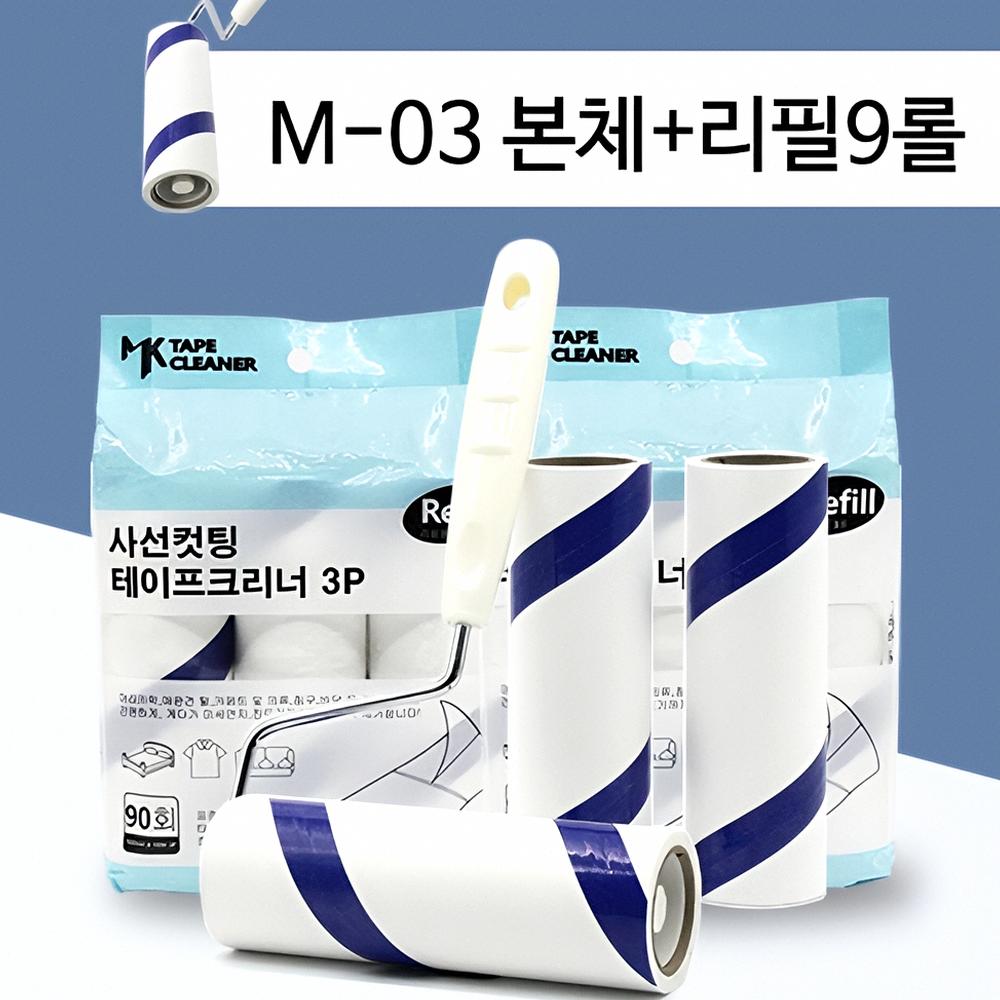 M-03 본체+리필9롤
MK TAPE
CLEANER
TAPE
CLEANER
Re
efill
사선컷팅
테이프크리너 3P
너
90회